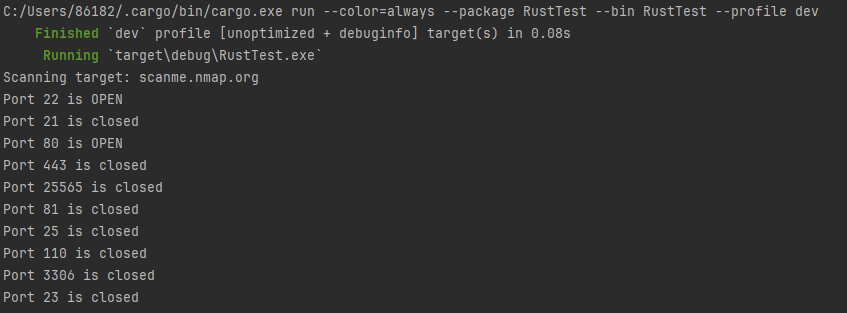 C:/Users/86182/.cargo/bin/cargo.exe run --color=always --package RustTest --bin RustTest --profile dev
Finished `dev` profile [unoptimized + debuginfo] target(s) in 0.08s
Running `target\debug\RustTest.exe`
Scanning target: scanme.nmap.org
Port 22 is OPEN
Port 21 is closed
Port 80 is OPEN
Port 443 is closed
Port 25565 is closed
Port 81 is closed
Port 25 is closed
Port 110 is closed
Port 3306 is closed
Port 23 is closed